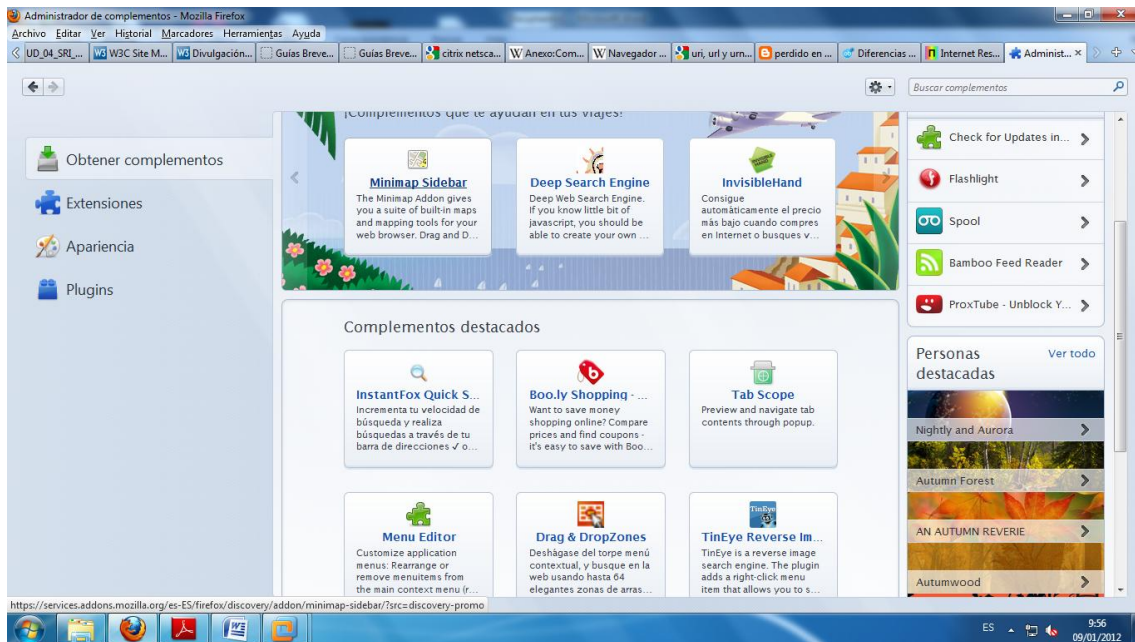 Administrador de complementos - Mozilla Firefox
Archivo Editar Ver Historial Marcadores Herramientas Ayuda
UD_04_SRI_... W3C Site M... Divulgación... Guías Breve... Guías Breve... citrix netsca... Anexo:Com... Navegador ... uri, url y urn... perdido en ... Diferencias ... Internet Res... Administ...
Buscar complementos
Obtener complementos
Extensiones
Apariencia
Plugins
¡Complementos que te ayudan en tus viajes!
Minimap Sidebar
The Minimap Addon gives
you a suite of built-in maps
and mapping tools for your
web browser. Drag and D...
Deep Search Engine
Deep Web Search Engine.
If you know little bit of
javascript, you should be
able to create your own ...
InvisibleHand
Consigue
automàticamente el precio
más bajo cuando compres
en Internet o busques v...
Complementos destacados
InstantFox Quick S...
Incrementa tu velocidad de
búsqueda y realiza
búsquedas a través de tu
barra de direcciones √ o...
Boo.ly Shopping - ...
Want to save money
shopping online? Compare
prices and find coupons -
it's easy to save with Boo...
Tab Scope
Preview and navigate tab
contents through popup.
Menu Editor
Customize application
menus: Rearrange or
remove menuitems from
the main context menu (r...
Drag & DropZones
Deshàgase del torpe menú
contextual, y busque en la
web usando hasta 64
elegantes zonas de arras...
TinEye
TinEye Reverse Im...
TinEye is a reverse image
search engine. The plugin
adds a right-click menu
item that allows you to s...
Check for Updates in...
Flashlight
Spool
Bamboo Feed Reader
ProxTube - Unblock Y...
Personas
destacadas
Ver todo
Nightly and Aurora
Autumn Forest
AN AUTUMN REVERIE
Autumwood
https://services.addons.mozilla.org/es-ES/firefox/discovery/addon/minimap-sidebar/?src=discovery-promo
ES
9:56
09/01/2012